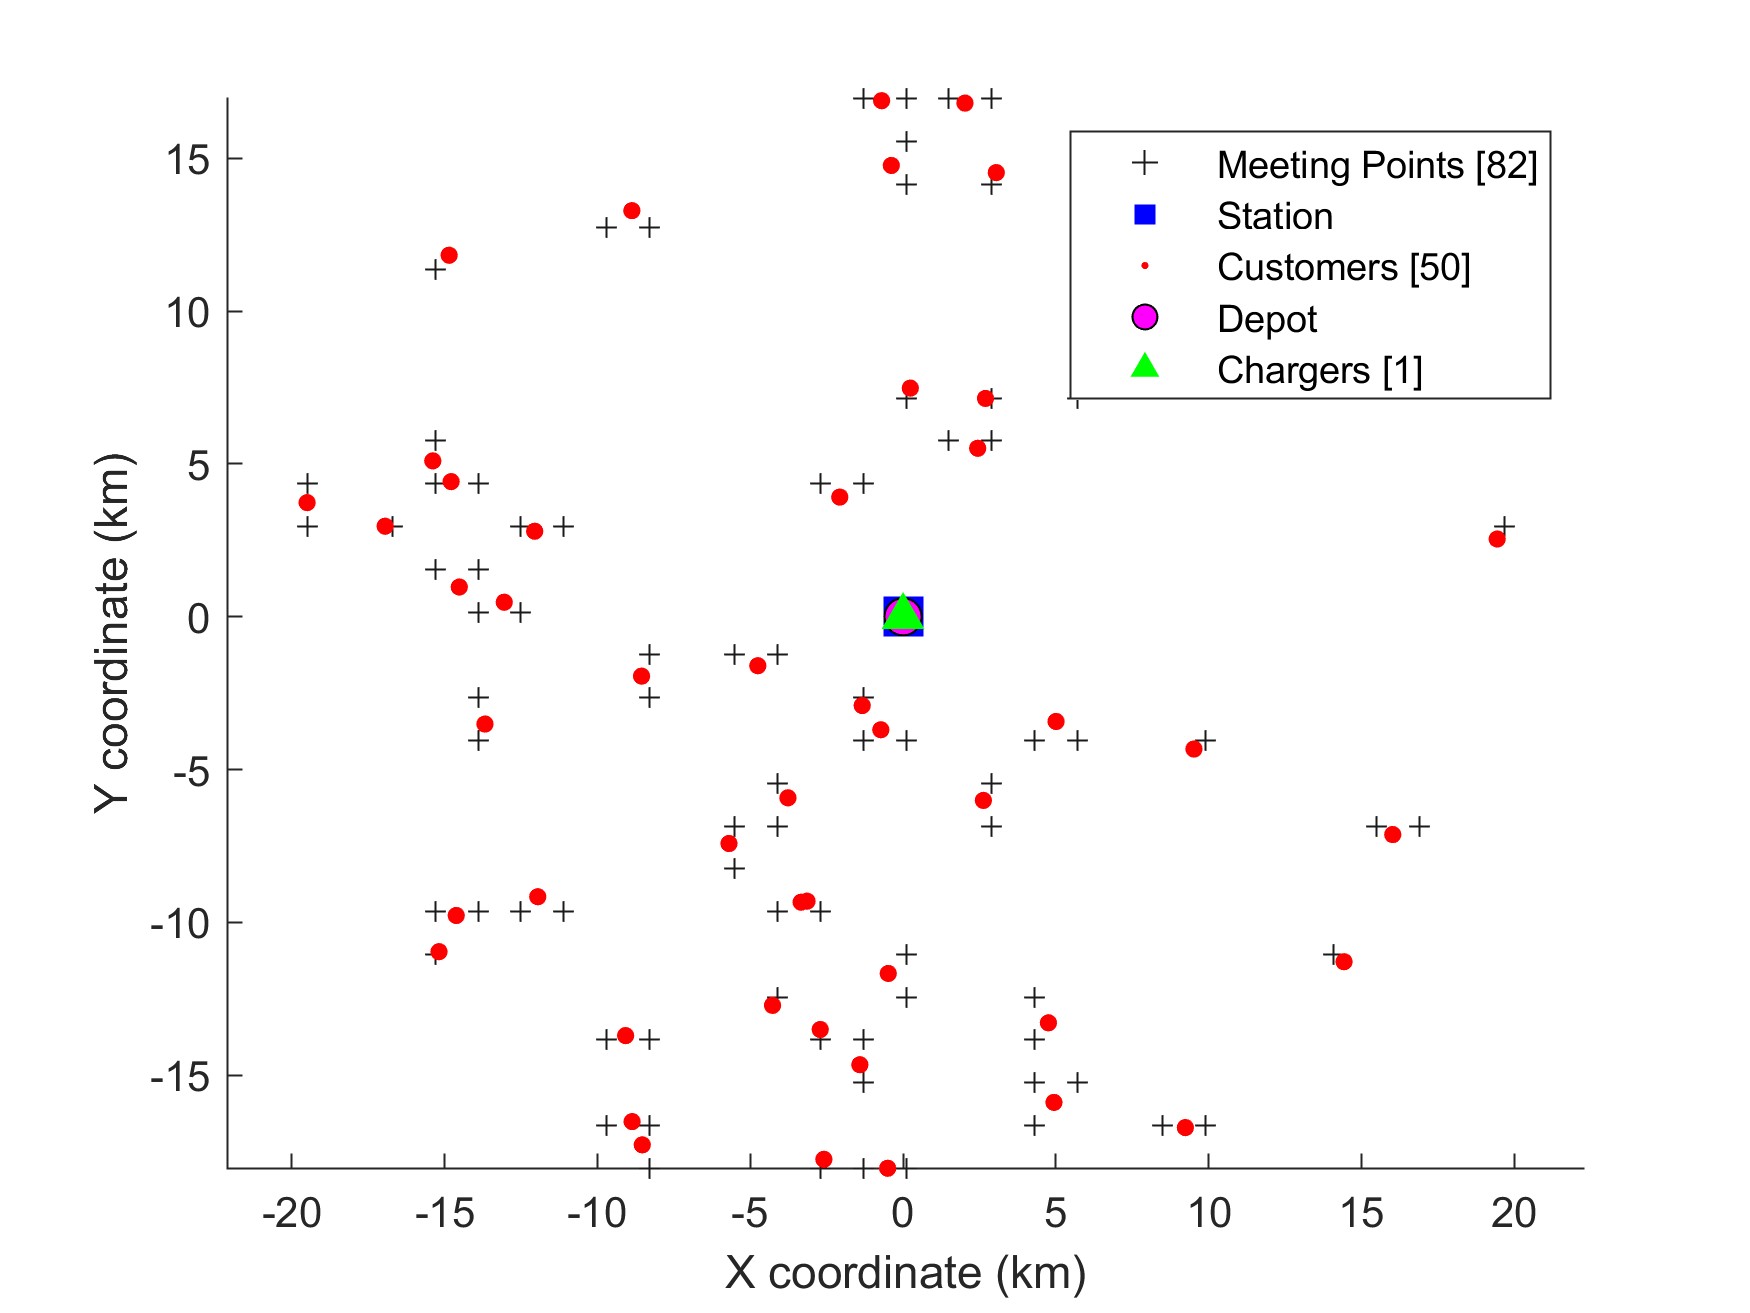 15
10
5
0
-5
-10
-15
Y coordinate (km)
Meeting Points [82]
Station
Customers [50]
Depot
Chargers [1]
-20 -15 -10 -5 0 5 10 15 20
X coordinate (km)